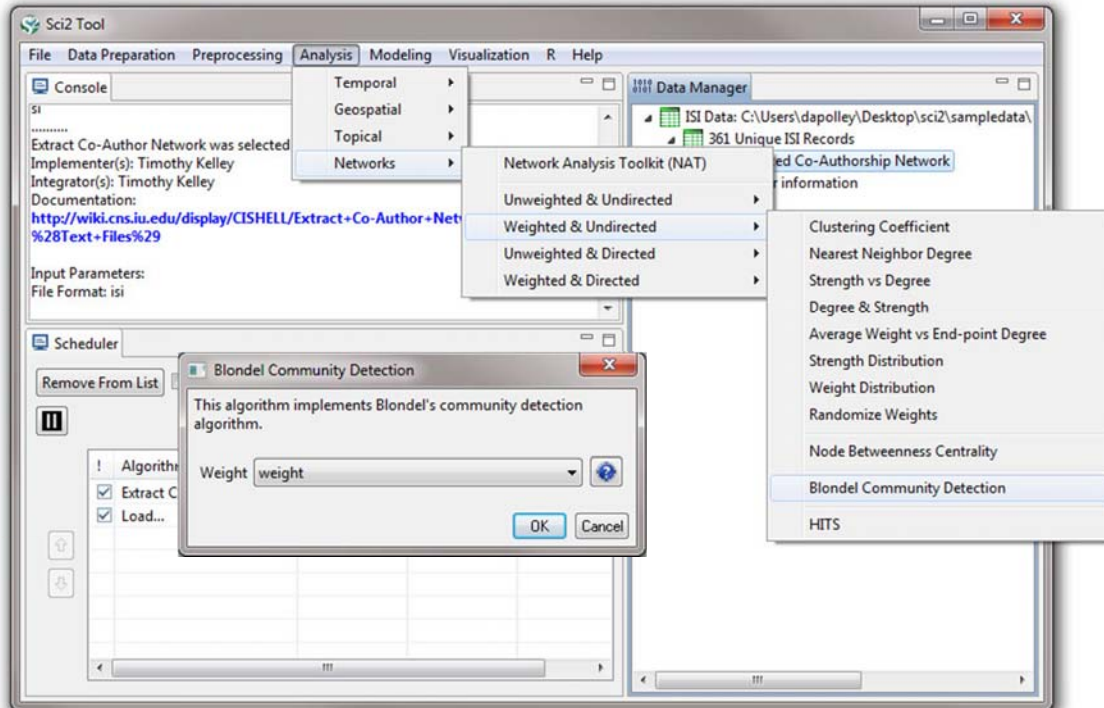 Sci2 Tool
File Data Preparation Preprocessing Analysis Modeling Visualization R Help
Console
SI
..........
Extract Co-Author Network was selected
Implementer(s): Timothy Kelley
Integrator(s): Timothy Kelley
Documentation:
http://wiki.cns.iu.edu/display/CISHELL/Extract+Co-Author+Net
%28Text+Files%29
Input Parameters:
File Format: isi
Temporal
Geospatial
Topical
Networks
Network Analysis Toolkit (NAT)
Unweighted & Undirected
Weighted & Undirected
Unweighted & Directed
Weighted & Directed
Data Manager
ISI Data: C:\Users\dapolley\Desktop\sci2\sampledata\
361 Unique ISI Records
ed Co-Authorship Network
r information
Clustering Coefficient
Nearest Neighbor Degree
Strength vs Degree
Degree & Strength
Average Weight vs End-point Degree
Strength Distribution
Weight Distribution
Randomize Weights
Node Betweenness Centrality
Blondel Community Detection
HITS
Scheduler
Remove From List
! Algorith
Extract C
Load...
Blondel Community Detection
This algorithm implements Blondel's community detection
algorithm.
Weight weight
OK Cancel